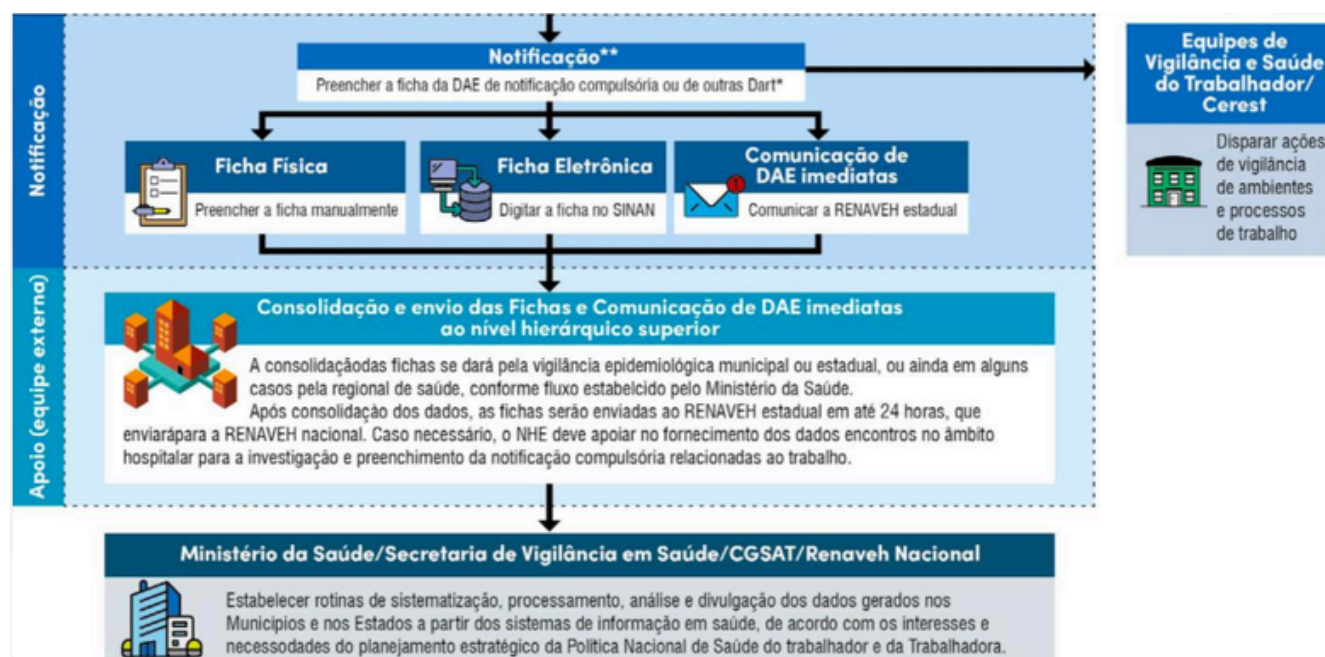 Notificação
Notificação**
Preencher a ficha da DAE de notificação compulsória ou de outras Dart*
Ficha Física
Preencher a ficha manualmente
Ficha Eletrônica
Digitar a ficha no SINAN
Comunicação de
DAE imediatas
1
Comunicar a RENAVEH estadual
Equipes de
Vigilância e Saúde
do Trabalhador/
Cerest
Disparar ações
de vigilância
de ambientes
e processos
de trabalho
Apoio (equipe externa)
Consolidação e envio das Fichas e Comunicação de DAE imediatas
ao nível hierárquico superior
A consolidaçãodas fichas se dará pela vigilância epidemiológica municipal ou estadual, ou ainda em alguns
casos pela regional de saúde, conforme fluxo estabelcido pelo Ministério da Saúde.
Após consolidação dos dados, as fichas serão enviadas ao RENAVEH estadual em até 24 horas, que
enviarápara a RENAVEH nacional. Caso necessário, o NHE deve apoiar no fornecimento dos dados encontros no âmbito
hospitalar para a investigação e preenchimento da notificação compulsória relacionadas ao trabalho.
Ministério da Saúde/Secretaria de Vigilância em Saúde/CGSAT/Renaveh Nacional
Estabelecer rotinas de sistematização, processamento, análise e divulgação dos dados gerados nos
Municípios e nos Estados a partir dos sistemas de informação em saúde, de acordo com os interesses e
necessodades do planejamento estratégico da Política Nacional de Saúde do trabalhador e da Trabalhadora.